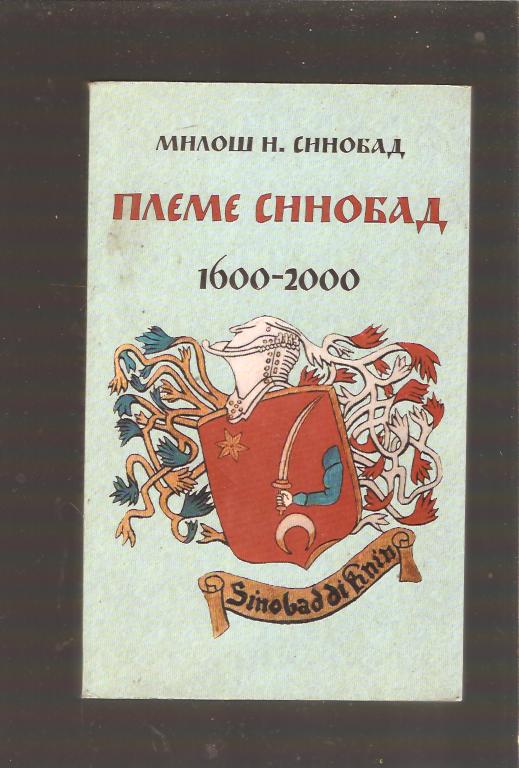 МИЛОШ Н. СИНОБАД
ПЛЕМЕ СИНОБАД
1600-2000
Sinobad di Knin